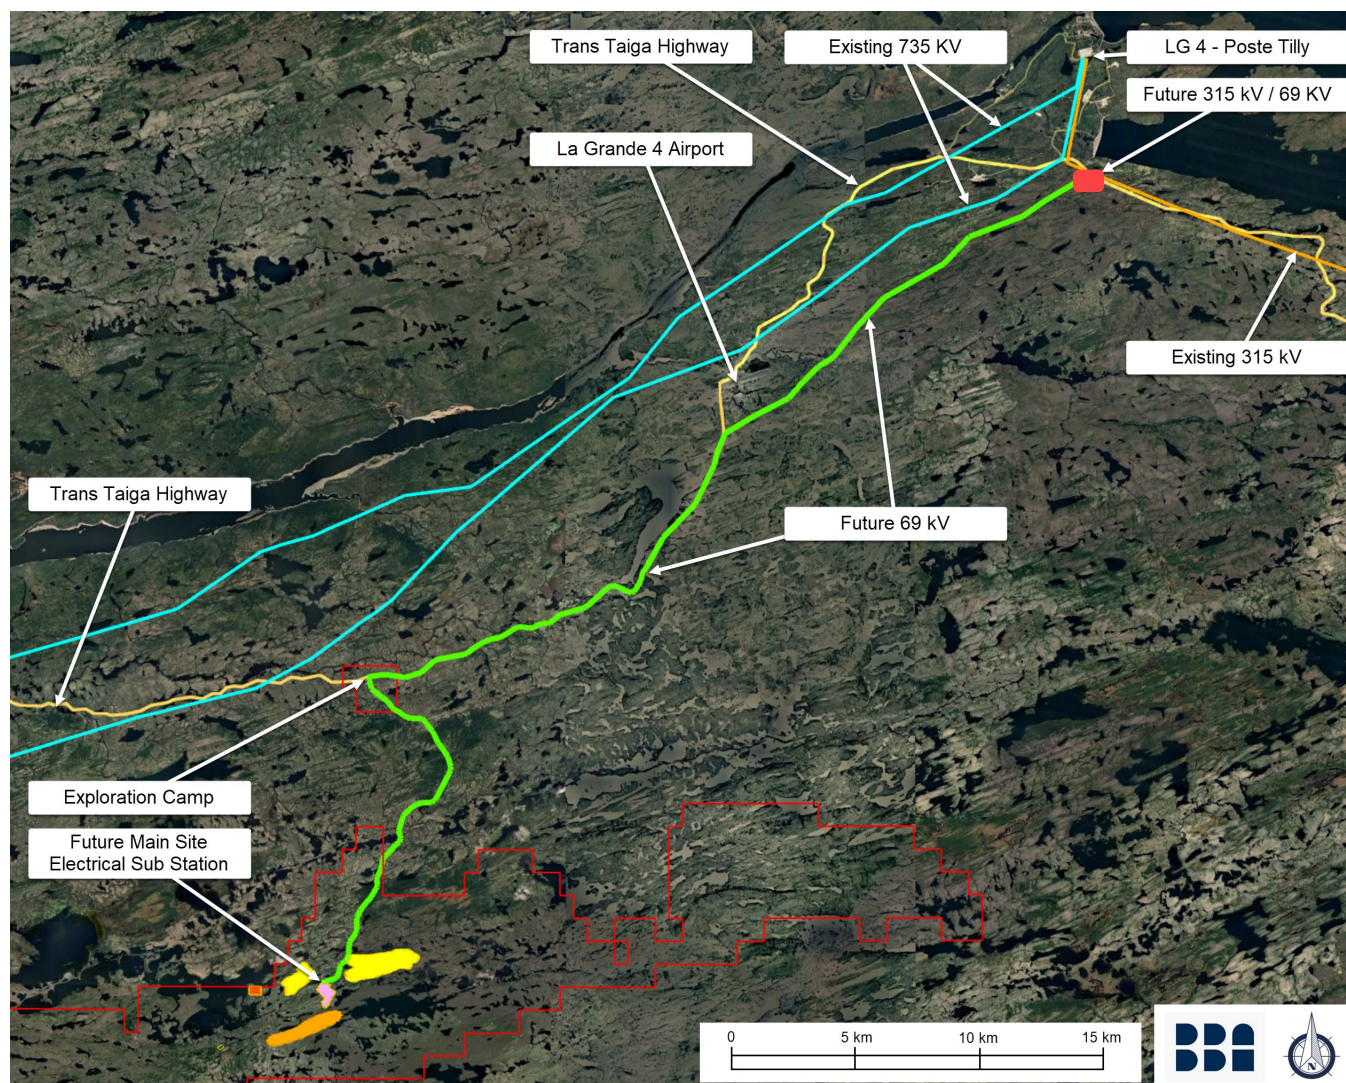 Trans Taiga Highway
Existing 735 KV
LG 4 - Poste Tilly
Future 315 kV / 69 KV
La Grande 4 Airport
Existing 315 kV
Trans Taiga Highway
Future 69 kV
Exploration Camp
Future Main Site
Electrical Sub Station
0
5 km
10 km
15 km
BBA
N